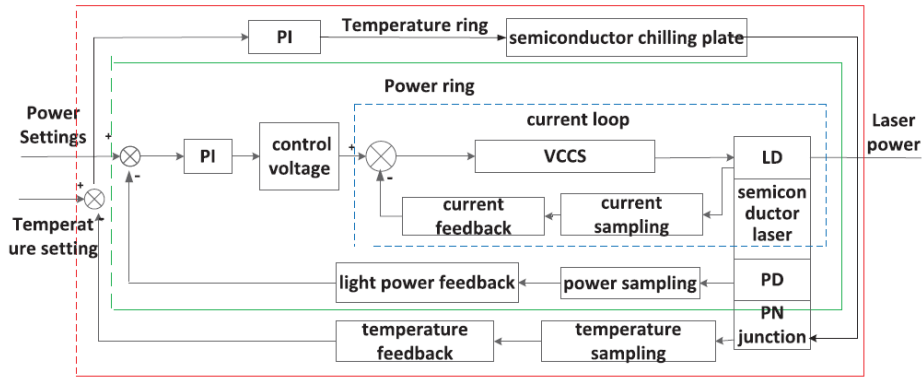 PI
Temperature ring
semiconductor chilling plate
Power ring
Power
Settings
current loop
Laser
power
+
PI
control
voltage
+
VCCS
LD
-
-
+
-
Temperat
ure setting
current
feedback
current
sampling
semicon
ductor
laser
light power feedback
power sampling
PD
PN
junction
temperature
feedback
temperature
sampling